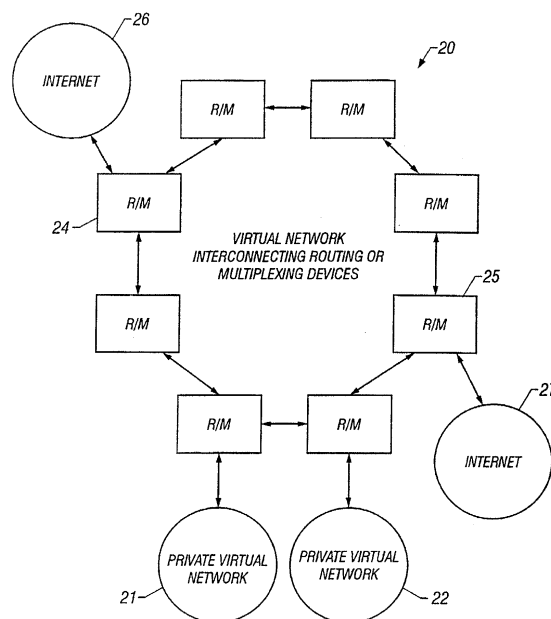 26
20
INTERNET
R/M
R/M
R/M
24
R/M
VIRTUAL NETWORK
INTERCONNECTING ROUTING OR
MULTIPLEXING DEVICES
25
R/M
R/M
27
R/M
R/M
INTERNET
PRIVATE VIRTUAL
NETWORK
PRIVATE VIRTUAL
NETWORK
21
22